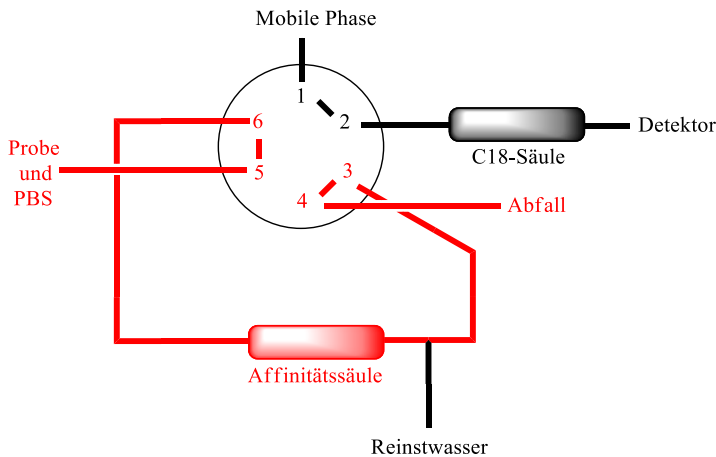 Mobile Phase
1
2
6
Detektor
Probe
und
PBS
5
3
C18-Säule
4
Abfall
Affinitätssäule
Reinstwasser